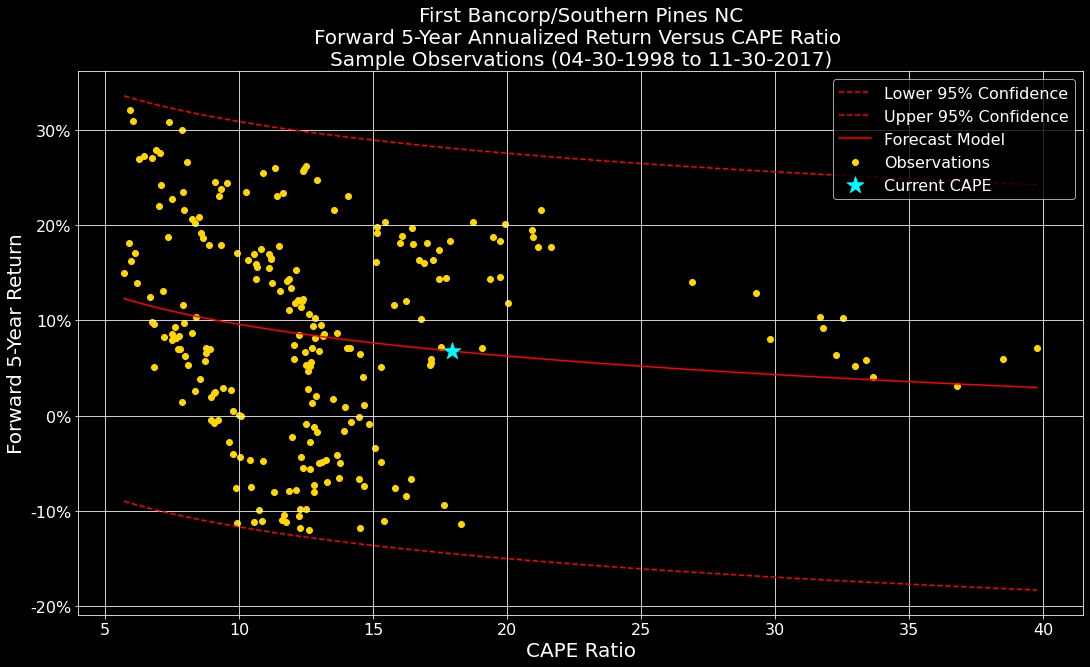 First Bancorp/Southern Pines NC
Forward 5-Year Annualized Return Versus CAPE Ratio
Sample Observations (04-30-1998 to 11-30-2017)
Lower 95% Confidence
Upper 95% Confidence
Forecast Model
Observations
Current CAPE
Forward 5-Year Return
30%
20%
10%
0%
-10%
-20%
5 10 15 20 25 30 35 40
CAPE Ratio